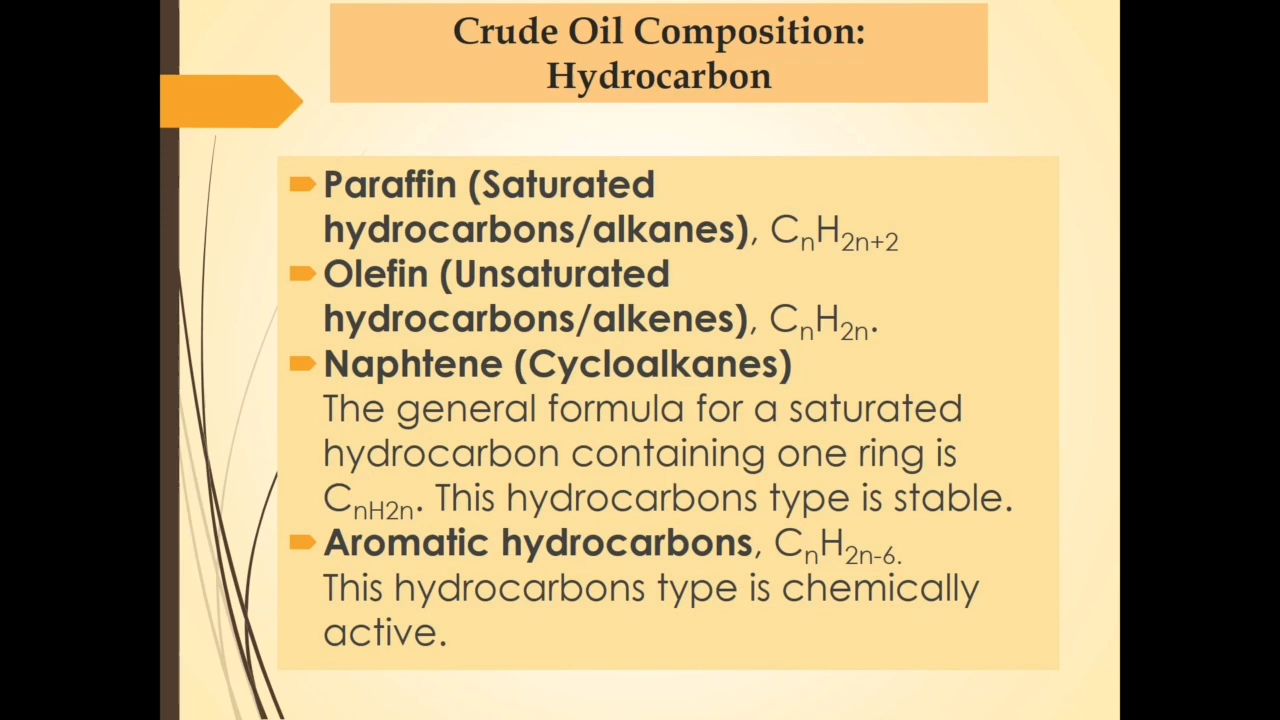 Crude Oil Composition:
Hydrocarbon
Paraffin (Saturated
hydrocarbons/alkanes), CnH2n+2
Olefin (Unsaturated
hydrocarbons/alkenes), CnH2n.
Naphtene (Cycloalkanes)
The general formula for a saturated
hydrocarbon containing one ring is
CnH2n. This hydrocarbons type is stable.
Aromatic hydrocarbons, CnH2n-6.
This hydrocarbons type is chemically
active.